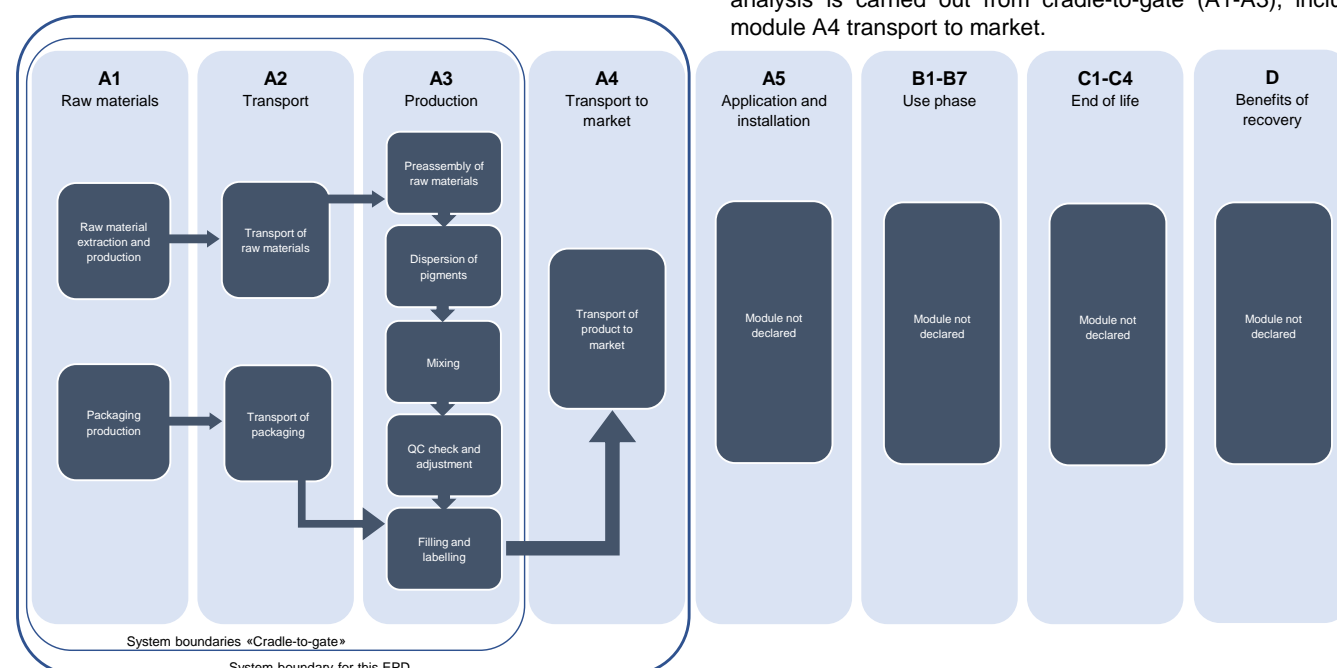 analysis is carried out from cradle-to-gate (A1-A3), inclu
module A4 transport to market.
A1
Raw materials
A2
Transport
A3
Production
A4
Transport to
market
A5
Application and
installation
B1-B7
Use phase
C1-C4
End of life
D
Benefits of
recovery
Raw material
extraction and
production
Transport of
raw materials
Preassembly of
raw materials
Dispersion of
pigments
Mixing
QC check and
adjustment
Filling and
labelling
Packaging
production
Transport of
packaging
Transport of
product to
market
Module not
declared
Module not
declared
Module not
declared
Module not
declared
System boundaries «Cradle-to-gate»
System boundary for this EPD